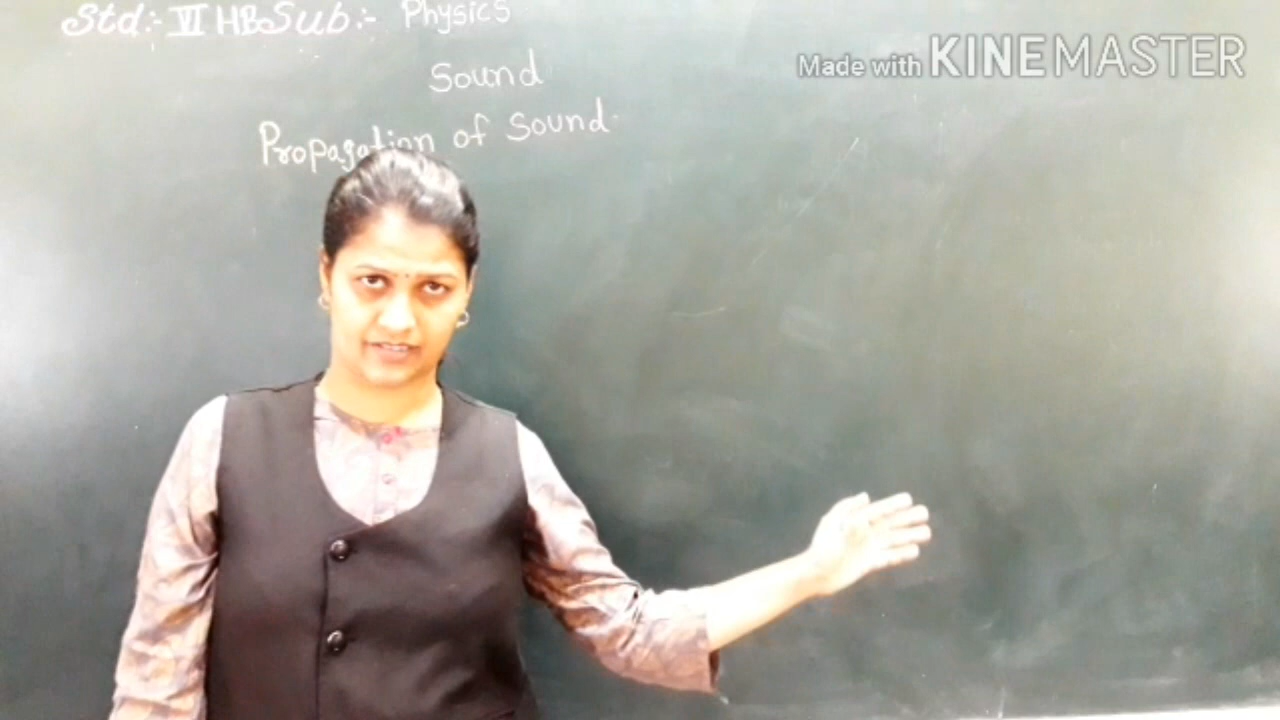 Std:- VI HB Sub:- Physics
Sound
Propagation of Sound.
Made with KINEMASTER